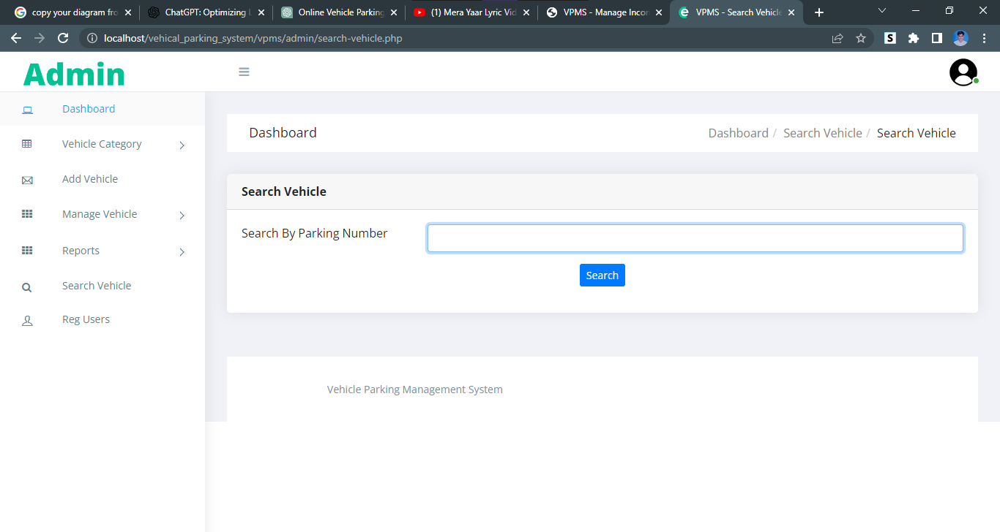 copy your diagram fro
ChatGPT: Optimizing L
Online Vehicle Parking
(1) Mera Yaar Lyric Vid
VPMS - Manage Incom
VPMS - Search Vehicle
localhost/vehical_parking_system/vpms/admin/search-vehicle.php
S
Admin
Dashboard
Vehicle Category
Add Vehicle
Manage Vehicle
Reports
Search Vehicle
Reg Users
Dashboard
Dashboard / Search Vehicle / Search Vehicle
Search Vehicle
Search By Parking Number
Search
Vehicle Parking Management System